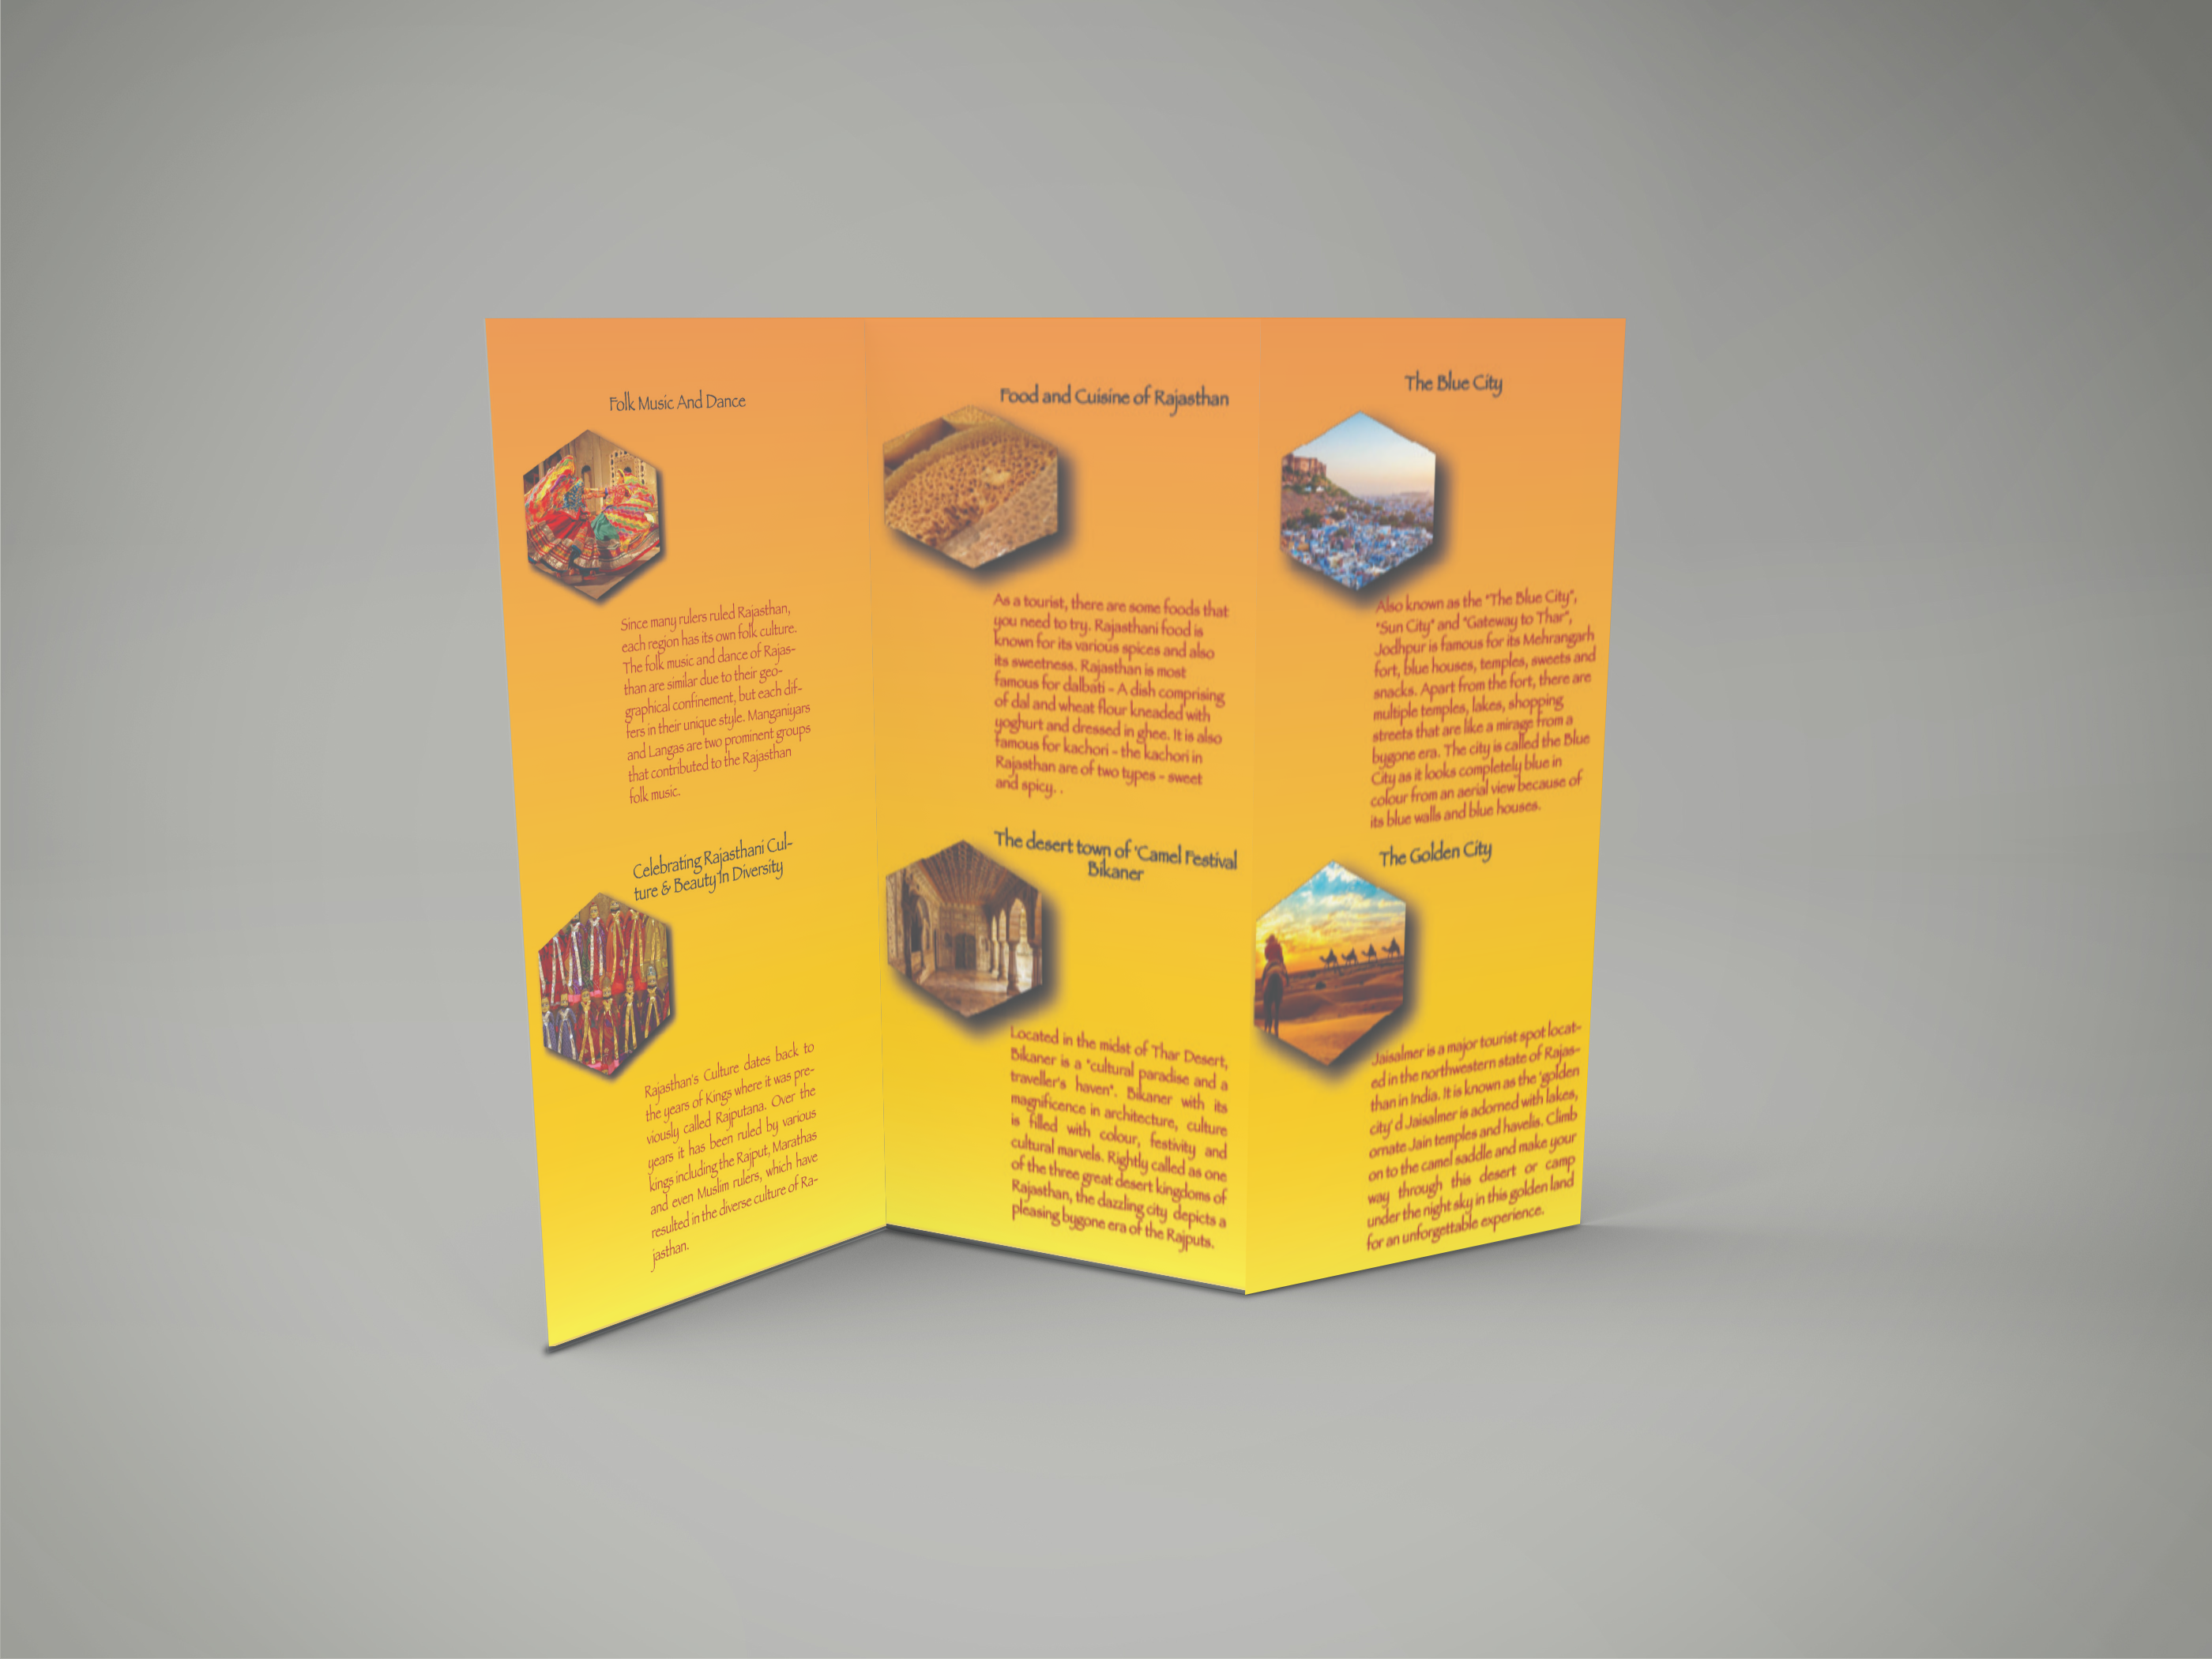 Folk Music And Dance
Since many rulers ruled Rajasthan,
each region has its own folk culture.
The folk music and dance of Rajas-
than are similar due to their geo-
graphical confinement, but each dif-
fers in their unique style. Manganiyars
and Langas are two prominent groups
that contributed to the Rajasthan
folk music.
Celebrating Rajasthani Cul-
ture & Beauty In Diversity
Rajasthan's Culture dates back to
the years of Kings where it was pre-
viously called Rajputana. Over the
years it has been ruled by various
kings including the Rajput, Marathas
and even Muslim rulers, which have
resulted in the diverse culture of Ra-
jasthan.
Food and Cuisine of Rajasthan
As a tourist, there are some foods that
you need to try. Rajasthani food is
known for its various spices and also
its sweetness. Rajasthan is most
famous for dalbati - A dish comprising
of dal and wheat flour kneaded with
yoghurt and dressed in ghee. It is also
famous for kachori - the kachori in
Rajasthan are of two types - sweet
and spicy. .
The desert town of 'Camel Festival
Bikaner
Located in the midst of Thar Desert,
Bikaner is a "cultural paradise and a
traveller's haven". Bikaner with its
magnificence in architecture, culture
is filled with colour, festivity and
cultural marvels. Rightly called as one
of the three great desert kingdoms of
Rajasthan, the dazzling city depicts a
pleasing bygone era of the Rajputs.
The Blue City
Also known as the "The Blue City",
"Sun City" and "Gateway to Thar",
Jodhpur is famous for its Mehrangarh
fort, blue houses, temples, sweets and
snacks. Apart from the fort, there are
multiple temples, lakes, shopping
streets that are like a mirage from a
bygone era. The city is called the Blue
City as it looks completely blue in
colour from an aerial view because of
its blue walls and blue houses.
The Golden City
Jaisalmer is a major tourist spot locat-
ed in the northwestern state of Rajas-
than in India. It is known as the 'golden
city' d Jaisalmer is adorned with lakes,
ornate Jain temples and havelis. Climb
on to the camel saddle and make your
way through this desert or camp
under the night sky in this golden land
for an unforgettable experience.